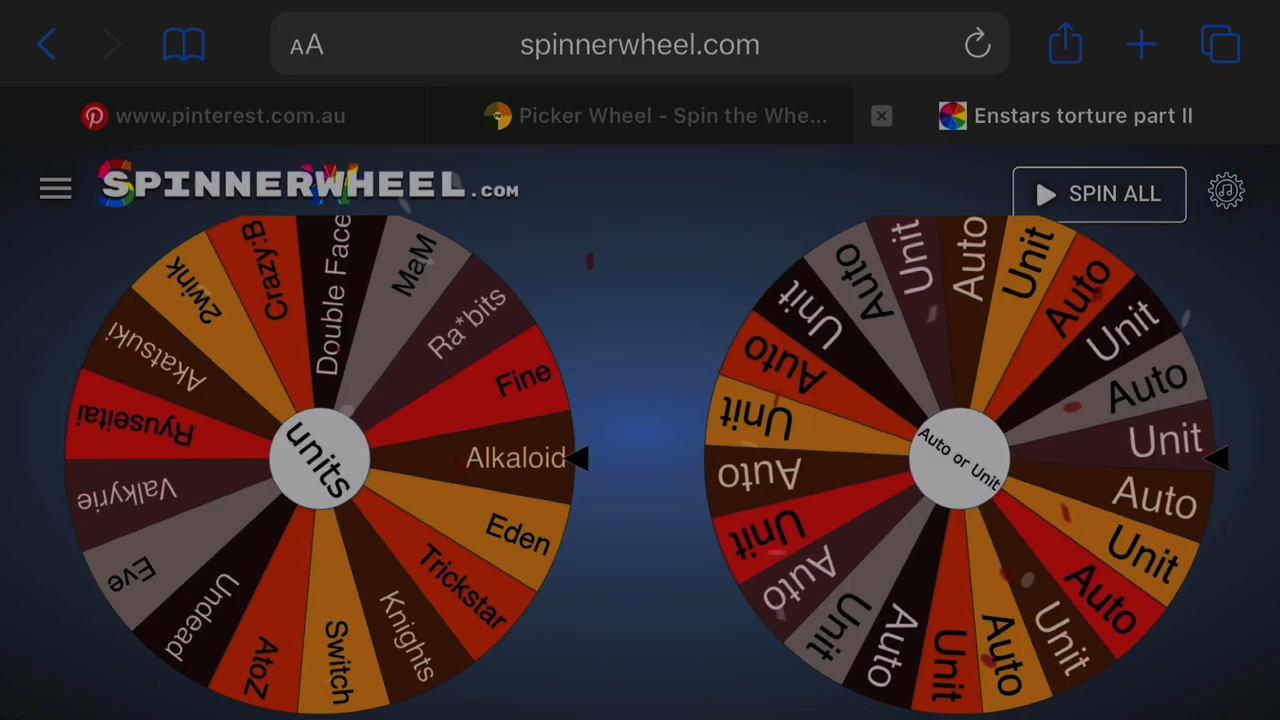 AA
spinnerwheel.com
www.pinterest.com.au
Picker Wheel - Spin the Whe...
Enstars torture part II
SPINNERWHEEL.COM
SPIN ALL
Double Face
MaM
Ra*bits
Fine
Alkaloid
Eden
Trickstar
Knights
Switch
AtoZ
Undead
Eve
Valkyrie
Ryuseitai
Akatsuki
2wink
Crazy:B
units
Auto
Unit
Auto
Unit
Auto
Unit
Auto
Unit
Auto
Unit
Auto
Unit
Auto
Unit
Auto
Unit
Auto
Unit
Auto
Unit
Auto
Unit
Auto or Unit